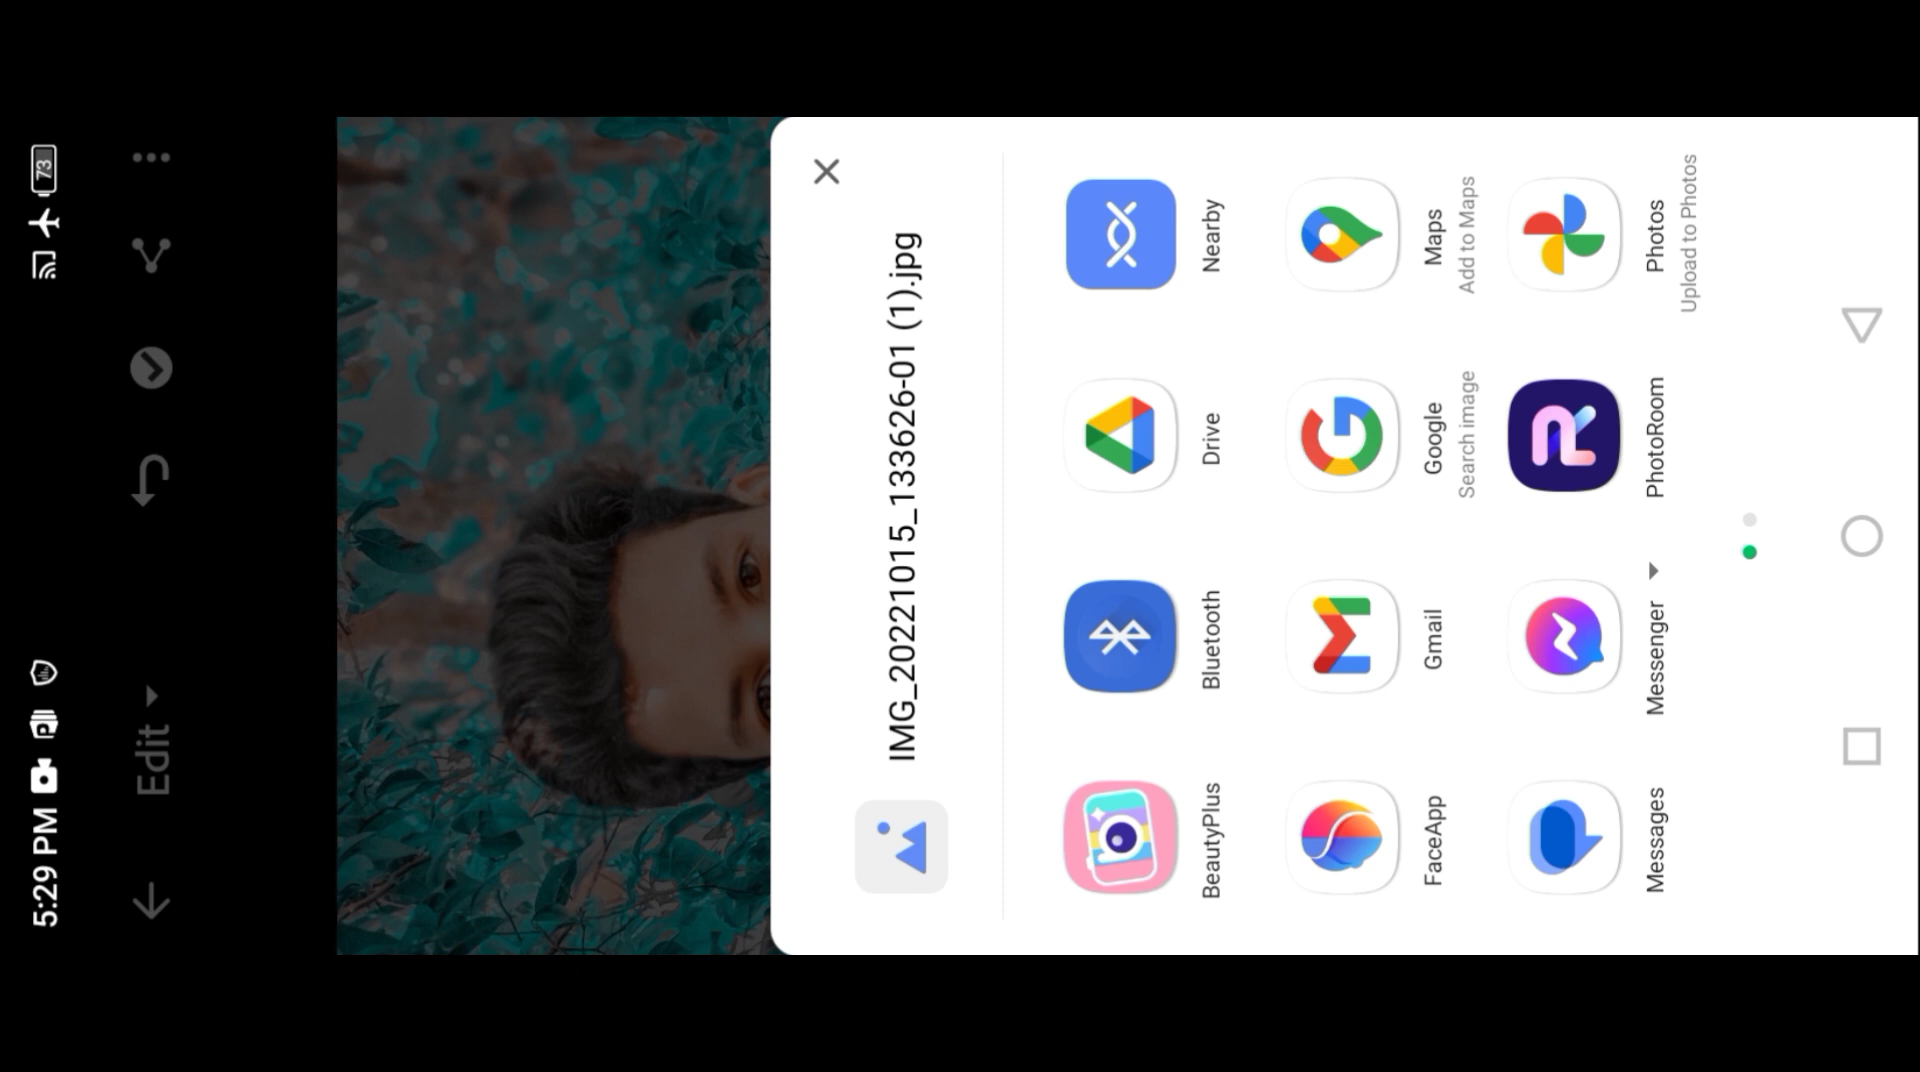 5:29 PM
73
Edit
IMG_20221015_133626-01 (1).jpg
BeautyPlus
Bluetooth
Drive
Nearby
FaceApp
Gmail
Google
Search image
Maps
Add to Maps
Messages
Messenger
PhotoRoom
Photos
Upload to Photos